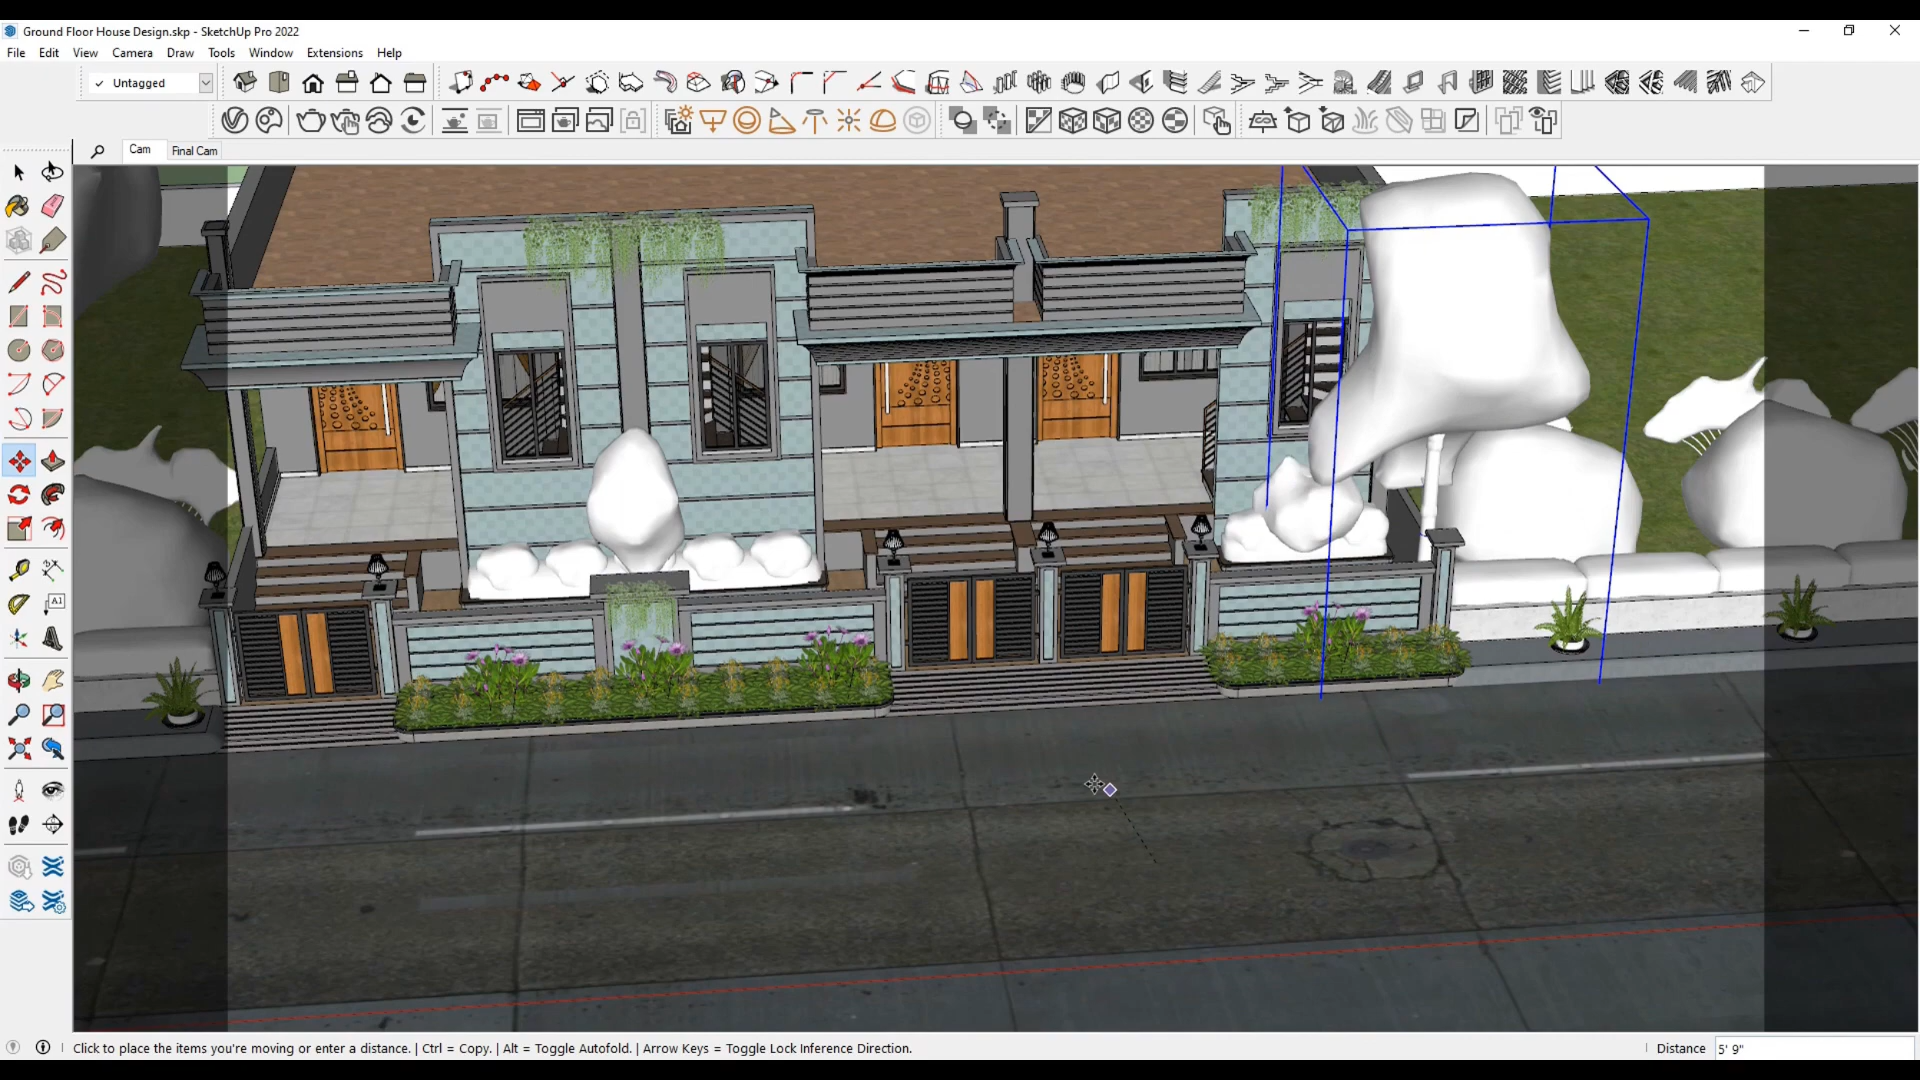 Ground Floor House Design.skp - SketchUp Pro 2022
File Edit View Camera Draw Tools Window Extensions Help
✓ Untagged
Cam Final Cam
A1
Click to place the items you're moving or enter a distance. | Ctrl = Copy. | Alt = Toggle Autofold. | Arrow Keys = Toggle Lock Inference Direction.
Distance 5' 9"